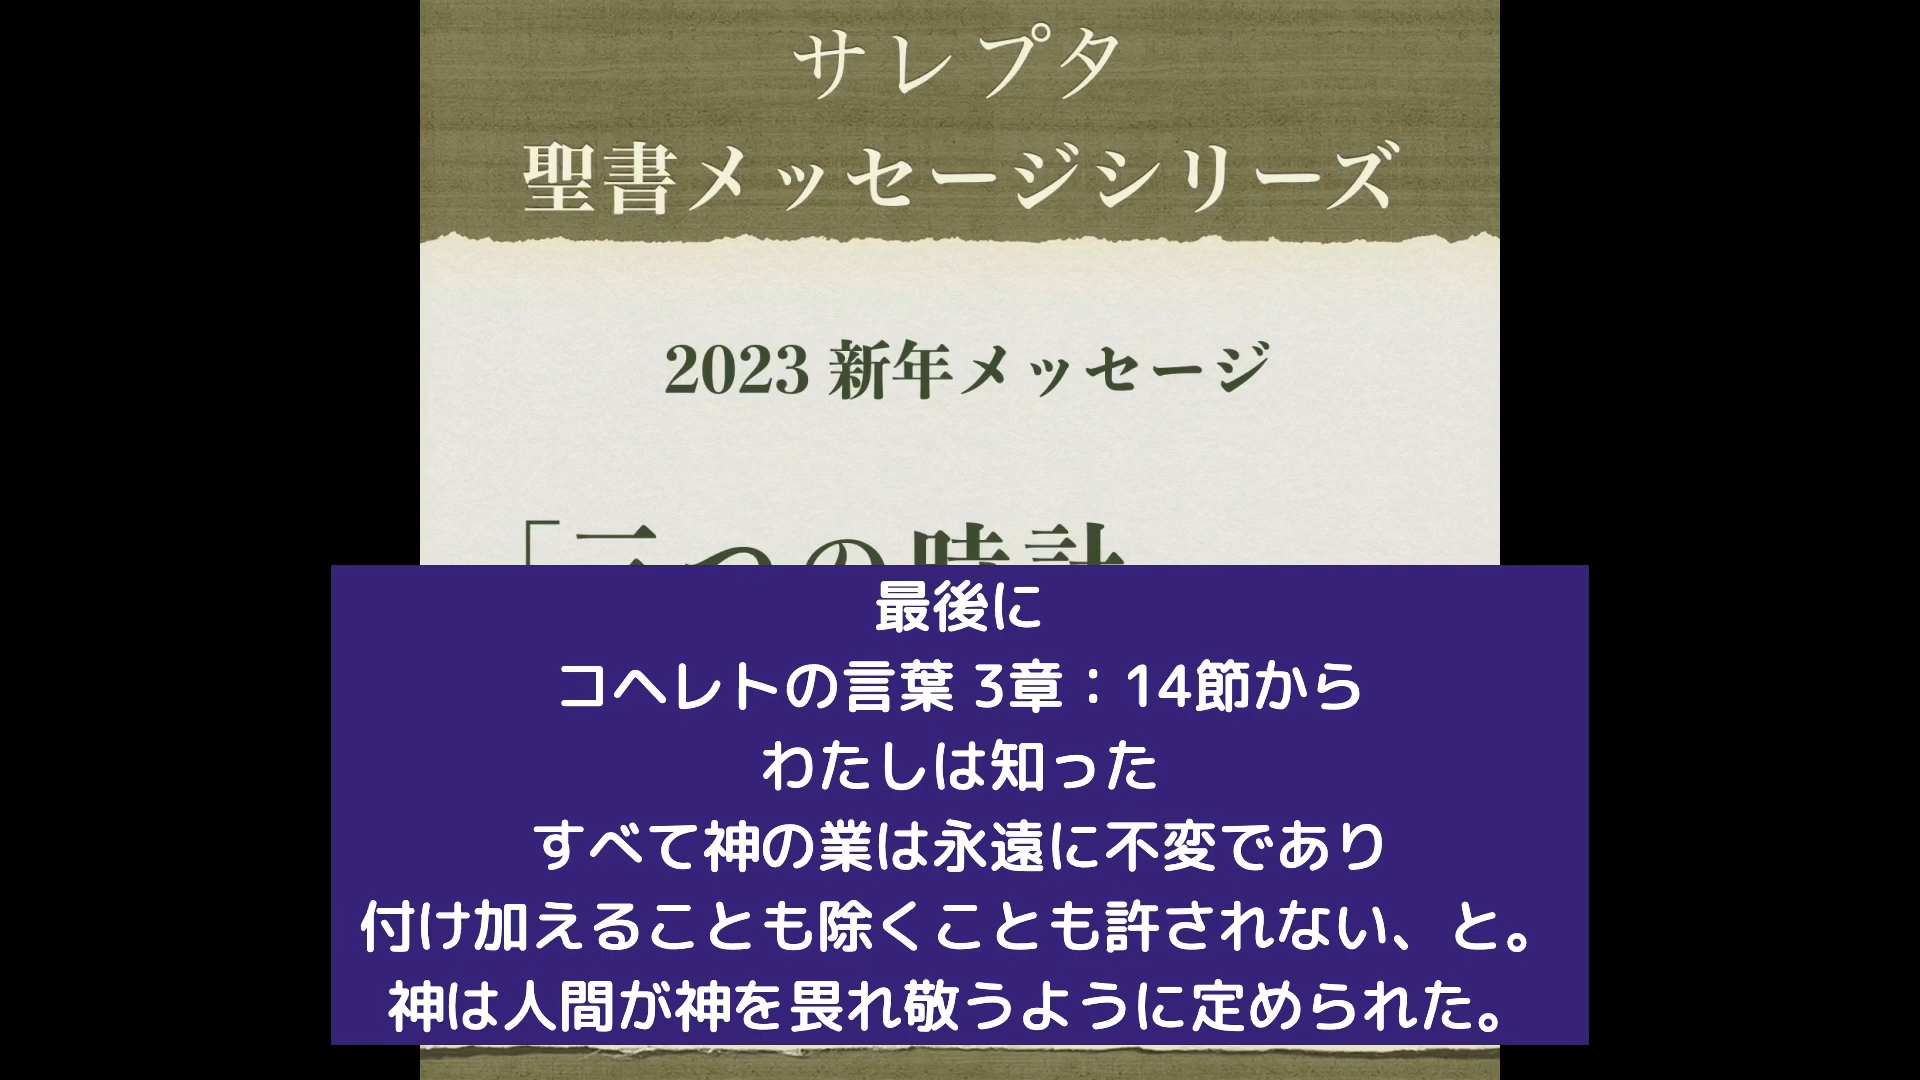 サレプタ
聖書メッセージシリーズ
2023 新年メッセージ
最後に
コヘレトの言葉 3章：14節から
わたしは知った
すべて神の業は永遠に不変であり
付け加えることも除くことも許されない、と。
神は人間が神を畏れ敬うように定められた。